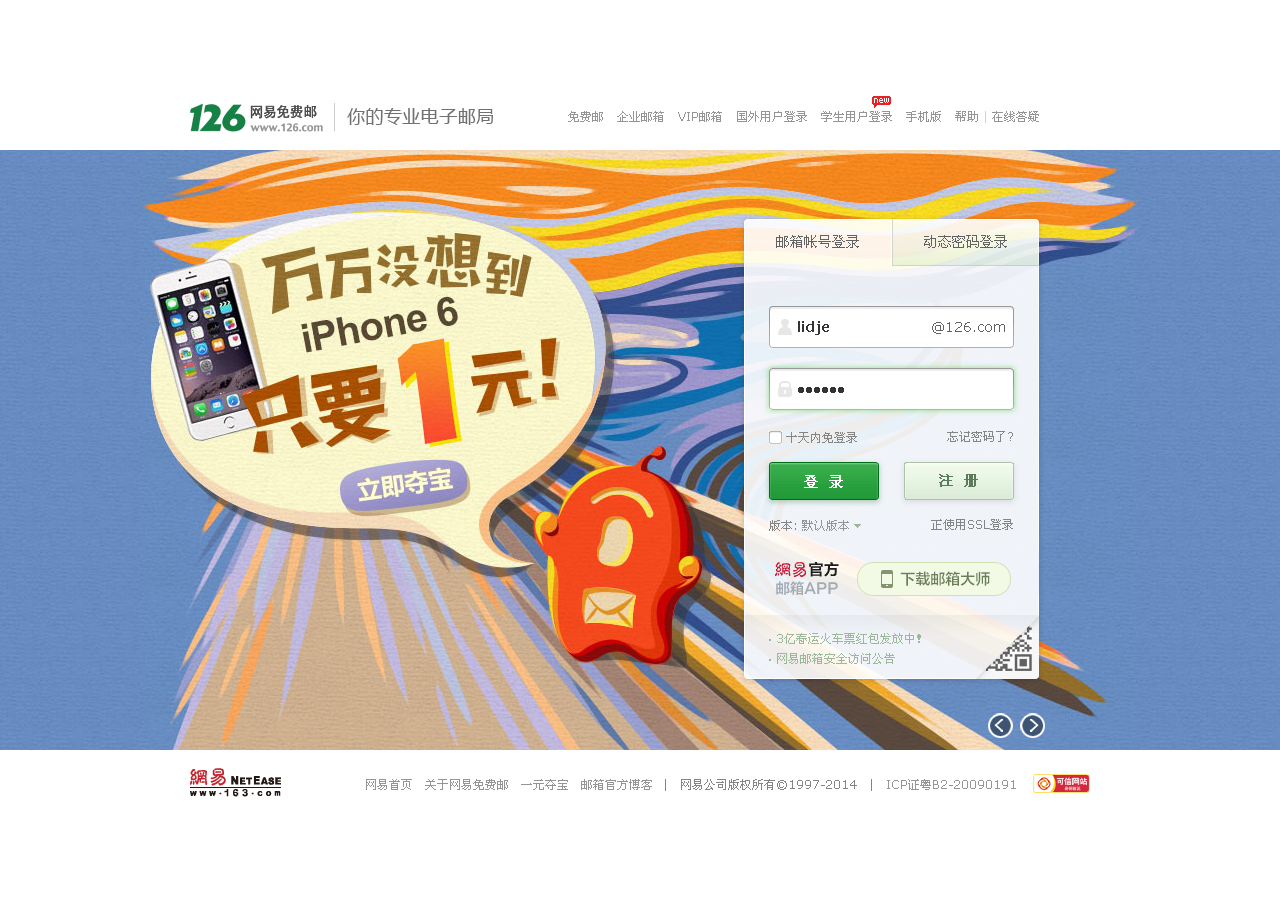 126 网易免费邮
www.126.com
你的专业电子邮局
免费邮 企业邮箱 VIP邮箱 国外用户登录 学生用户登录 new 手机版 帮助 | 在线答疑
万万没想到
iPhone 6
只要1元!
立即夺宝
邮箱帐号登录 动态密码登录
lidje @126.com
••••••
十天内免登录 忘记密码了?
登 录 注 册
版本: 默认版本 正使用SSL登录
網易官方
邮箱APP
下载邮箱大师
· 3亿春运火车票红包发放中!
· 网易邮箱安全访问公告
網易 NETEASE
www.163.com
网易首页 关于网易免费邮 一元夺宝 邮箱官方博客 | 网易公司版权所有©1997-2014 | ICP证粤B2-20090191
可信网站